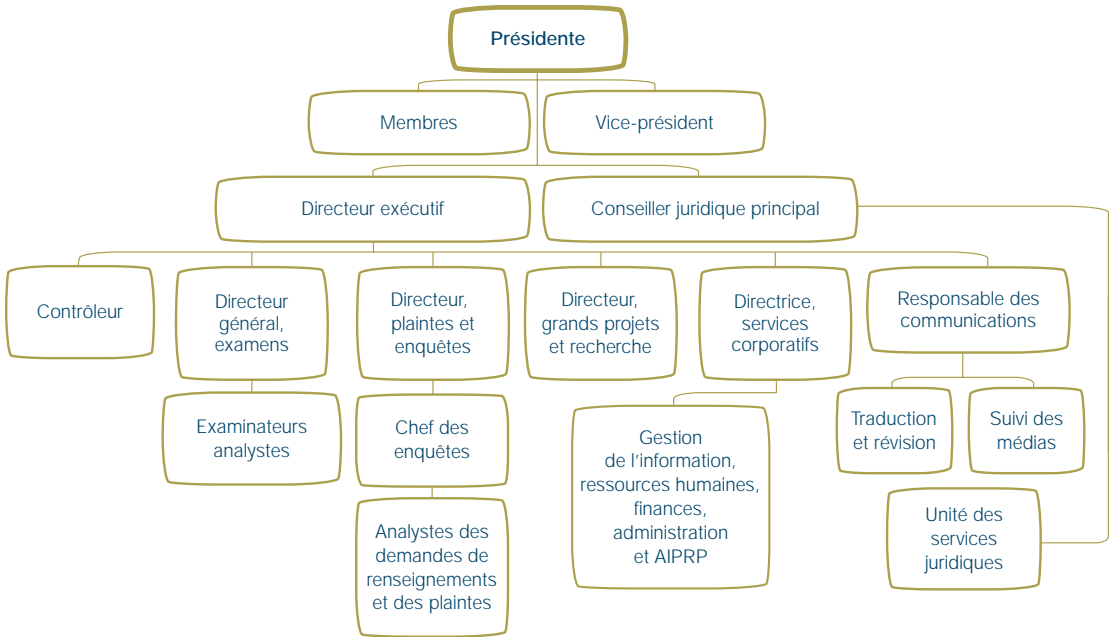 Présidente
Membres
Vice-président
Directeur exécutif
Conseiller juridique principal
Contrôleur
Directeur
général,
examens
Directeur,
plaintes et
enquêtes
Directeur,
grands projets
et recherche
Directrice,
services
corporatifs
Responsable des
communications
Examinateurs
analystes
Chef des
enquêtes
Gestion
de l'information,
ressources humaines,
finances,
administration
et AIPRP
Traduction
et révision
Suivi des
médias
Analystes des
demandes de
renseignements
et des plaintes
Unité des
services
juridiques